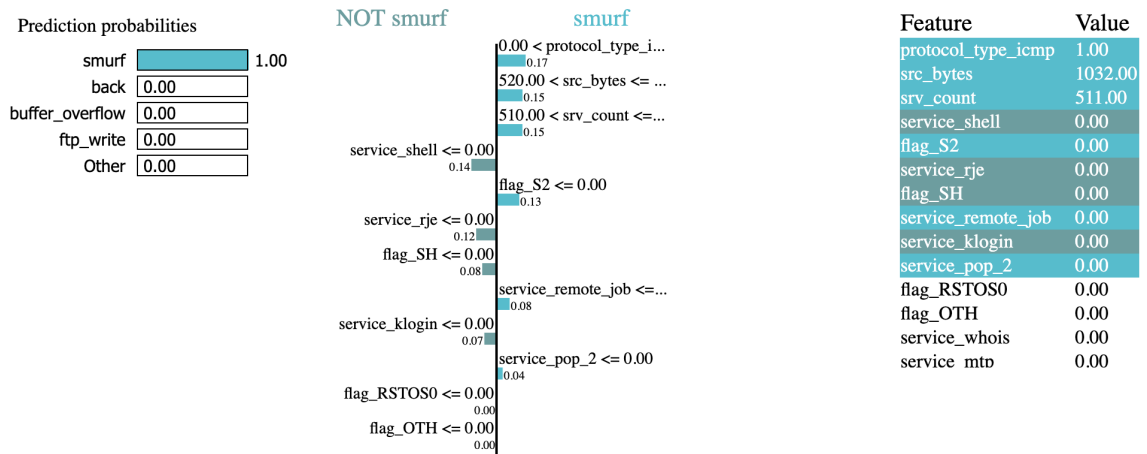 Prediction probabilities
smurf 1.00
back 0.00
buffer_overflow 0.00
ftp_write 0.00
Other 0.00
NOT smurf smurf
0.00 < protocol_type_i...
0.17
520.00 < src_bytes <= ...
0.15
510.00 < srv_count <=...
0.15
service_shell <= 0.00
0.14
flag_S2 <= 0.00
0.13
service_rje <= 0.00
0.12
flag_SH <= 0.00
0.08
service_remote_job <=...
0.08
service_klogin <= 0.00
0.07
service_pop_2 <= 0.00
0.04
flag_RSTOS0 <= 0.00
0.00
flag_OTH <= 0.00
0.00
Feature Value
protocol_type_icmp 1.00
src_bytes 1032.00
srv_count 511.00
service_shell 0.00
flag_S2 0.00
service_rje 0.00
flag_SH 0.00
service_remote_job 0.00
service_klogin 0.00
service_pop_2 0.00
flag_RSTOS0 0.00
flag_OTH 0.00
service_whois 0.00
service_mtp 0.00